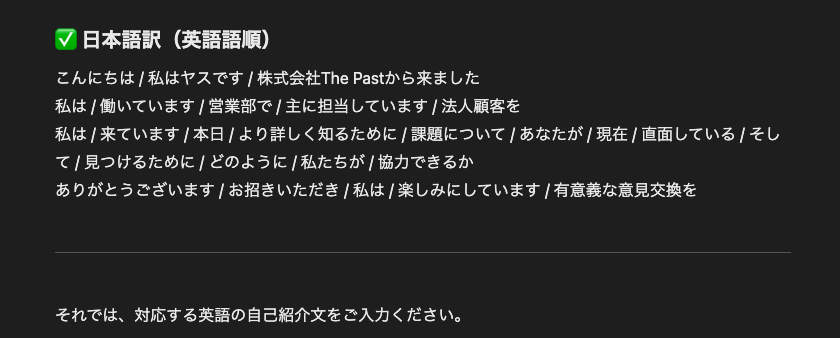 ✅ 日本語訳（英語語順）
こんにちは / 私はヤスです / 株式会社The Pastから来ました
私は / 働いています / 営業部で / 主に担当しています / 法人顧客を
私は / 来ています / 本日 / より詳しく知るために / 課題について / あなたが / 現在 / 直面している / そし
て / 見つけるために / どのように / 私たちが / 協力できるか
ありがとうございます / お招きいただき / 私は / 楽しみにしています / 有意義な意見交換を
それでは、対応する英語の自己紹介文をご入力ください。